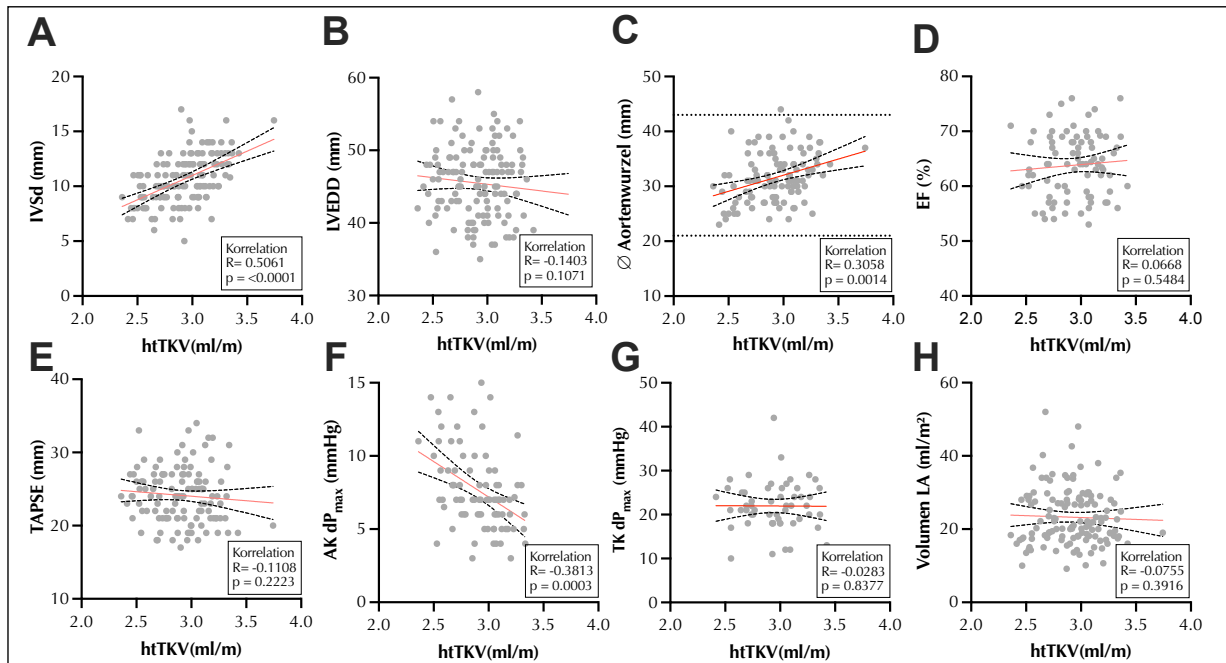 A
IVSd (mm)
20
15
10
5
0
2.0 2.5 3.0 3.5 4.0
htTKV(ml/m)
Korrelation
R= 0.5061
p = <0.0001
B
LVEDD (mm)
60
50
40
30
2.0 2.5 3.0 3.5 4.0
htTKV(ml/m)
Korrelation
R= -0.1403
p = 0.1071
C
∅ Aortenwurzel (mm)
50
40
30
20
10
2.0 2.5 3.0 3.5 4.0
htTKV(ml/m)
Korrelation
R= 0.3058
p = 0.0014
D
EF (%)
80
70
60
50
40
2.0 2.5 3.0 3.5 4.0
htTKV(ml/m)
Korrelation
R= 0.0668
p = 0.5484
E
TAPSE (mm)
40
30
20
10
2.0 2.5 3.0 3.5 4.0
htTKV(ml/m)
Korrelation
R= -0.1108
p = 0.2223
F
AK dPmax (mmHg)
15
10
5
0
2.0 2.5 3.0 3.5 4.0
htTKV(ml/m)
Korrelation
R= -0.3813
p = 0.0003
G
TK dPmax (mmHg)
50
40
30
20
10
0
2.0 2.5 3.0 3.5 4.0
htTKV(ml/m)
Korrelation
R= -0.0283
p = 0.8377
H
Volumen LA (ml/m²)
60
40
20
0
2.0 2.5 3.0 3.5 4.0
htTKV(ml/m)
Korrelation
R= -0.0755
p = 0.3916